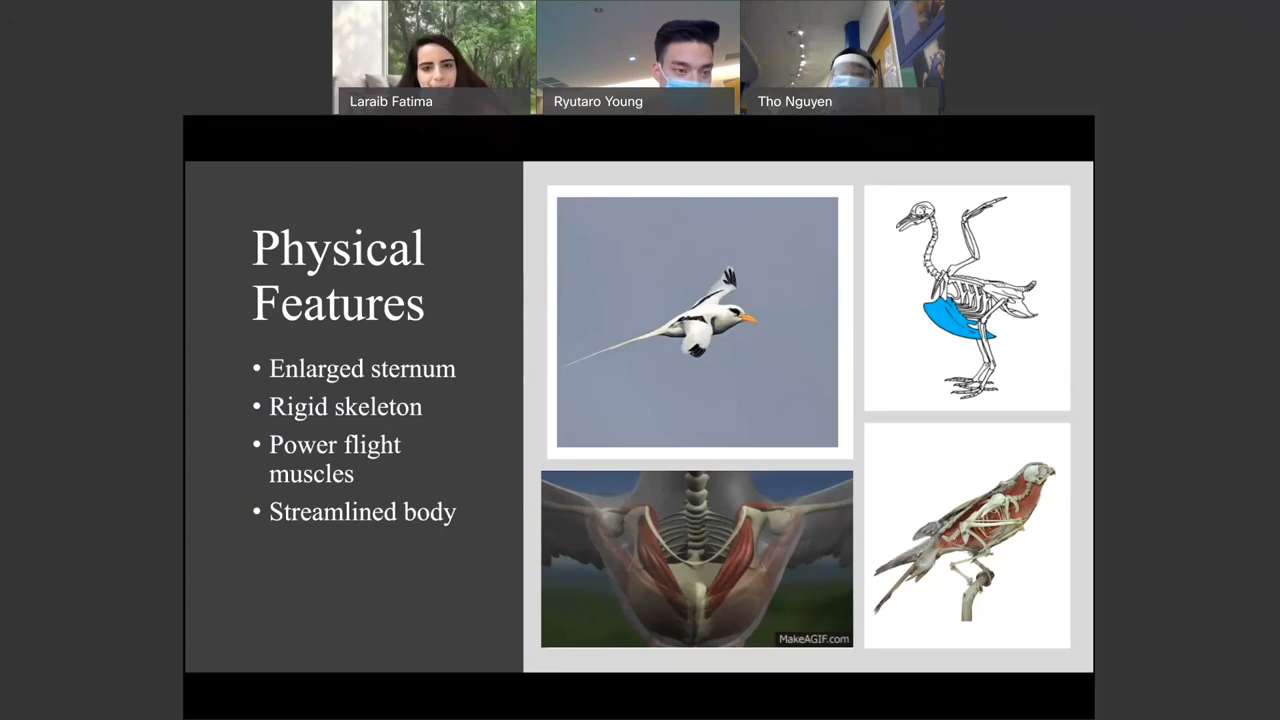 Laraib Fatima
Ryutaro Young
Tho Nguyen
Physical
Features
• Enlarged sternum
• Rigid skeleton
• Power flight
muscles
• Streamlined body
MakeAGIF.com